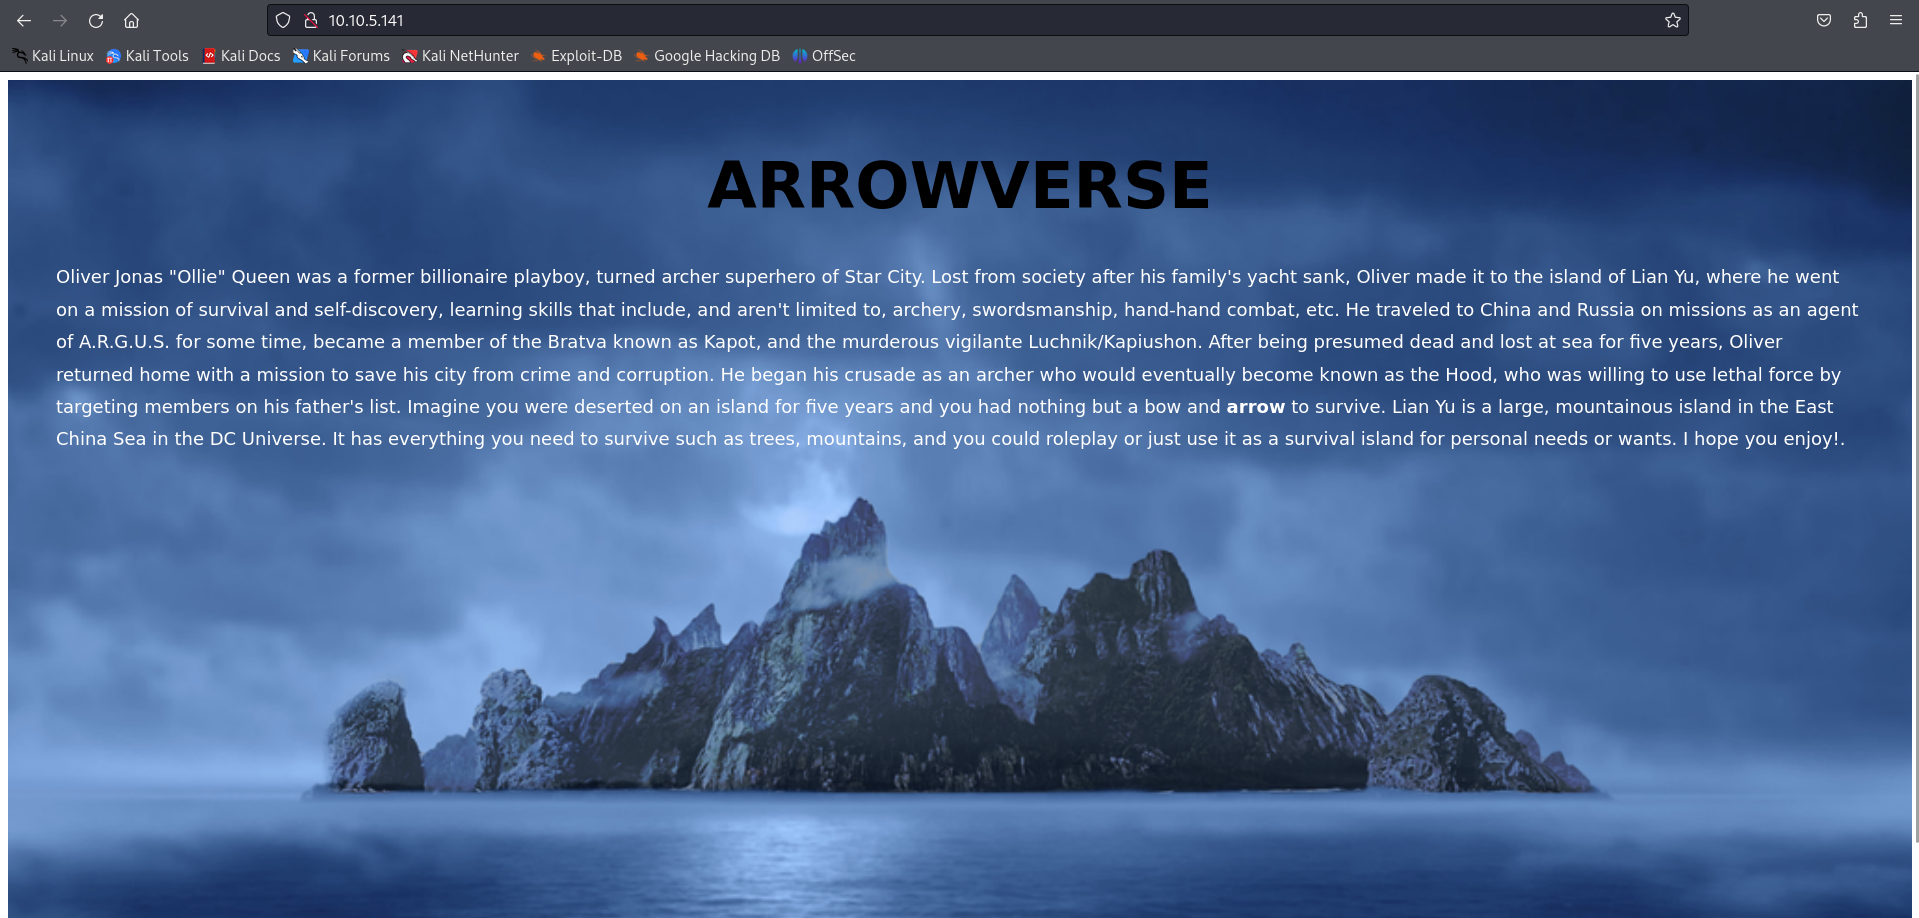 10.10.5.141
Kali Linux Kali Tools Kali Docs Kali Forums Kali NetHunter Exploit-DB Google Hacking DB OffSec
ARROWVERSE
Oliver Jonas "Ollie" Queen was a former billionaire playboy, turned archer superhero of Star City. Lost from society after his family's yacht sank, Oliver made it to the island of Lian Yu, where he went
on a mission of survival and self-discovery, learning skills that include, and aren't limited to, archery, swordsmanship, hand-hand combat, etc. He traveled to China and Russia on missions as an agent
of A.R.G.U.S. for some time, became a member of the Bratva known as Kapot, and the murderous vigilante Luchnik/Kapiushon. After being presumed dead and lost at sea for five years, Oliver
returned home with a mission to save his city from crime and corruption. He began his crusade as an archer who would eventually become known as the Hood, who was willing to use lethal force by
targeting members on his father's list. Imagine you were deserted on an island for five years and you had nothing but a bow and arrow to survive. Lian Yu is a large, mountainous island in the East
China Sea in the DC Universe. It has everything you need to survive such as trees, mountains, and you could roleplay or just use it as a survival island for personal needs or wants. I hope you enjoy!.